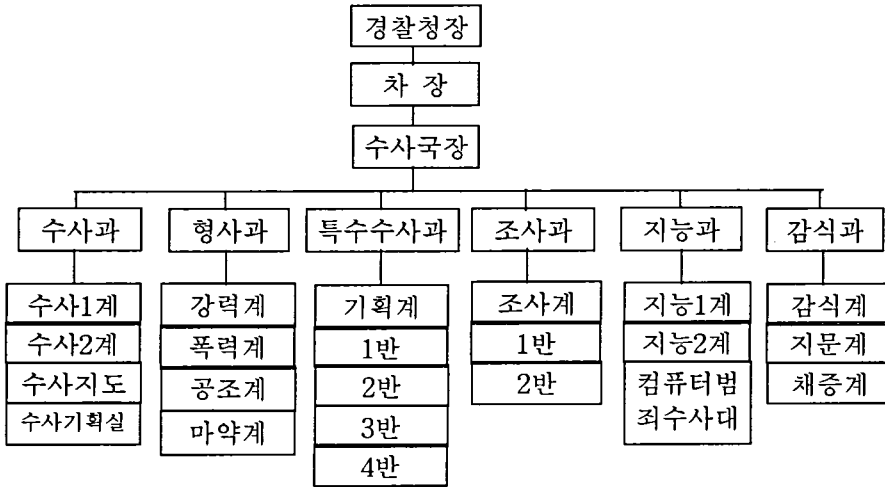 경찰청장
차 장
수사국장
수사과 형사과 특수수사과 조사과 지능과 감식과
수사1계 강력계 기획계 조사계 지능1계 감식계
수사2계 폭력계 1반 1반 지능2계 지문계
수사지도 공조계 2반 2반 컴퓨터범 채증계
수사기획실 마약계 3반 죄수사대
4반